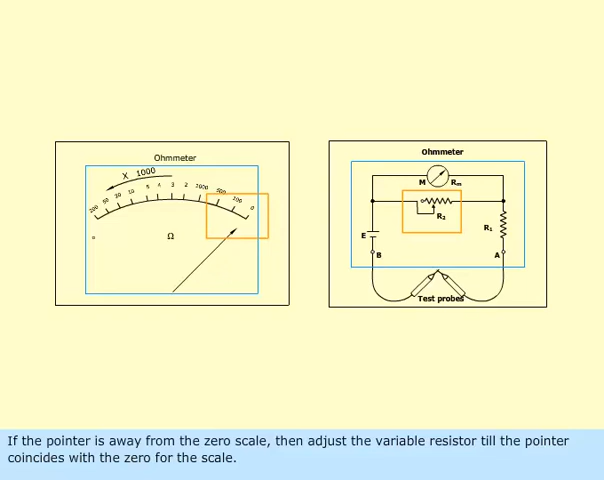 Ohmmeter
X 1000
200 50 20 10 5 4 3 2 1000 500 100 0
Ω
Ohmmeter
M Rm
R2
R1
E
B A
Test probes
If the pointer is away from the zero scale, then adjust the variable resistor till the pointer
coincides with the zero for the scale.